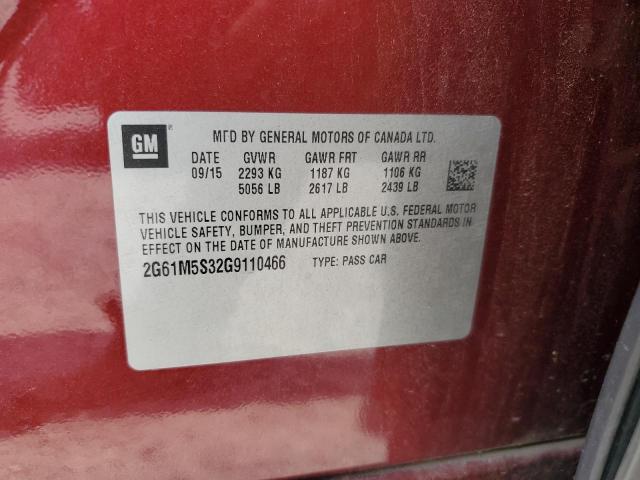 GM ® MFD BY GENERAL MOTORS OF CANADA LTD.
DATE GVWR GAWR FRT GAWR RR
09/15 2293 KG 1187 KG 1106 KG
5056 LB 2617 LB 2439 LB
THIS VEHICLE CONFORMS TO ALL APPLICABLE U.S. FEDERAL MOTOR
VEHICLE SAFETY, BUMPER, AND THEFT PREVENTION STANDARDS IN
EFFECT ON THE DATE OF MANUFACTURE SHOWN ABOVE.
2G61M5S32G9110466 TYPE: PASS CAR